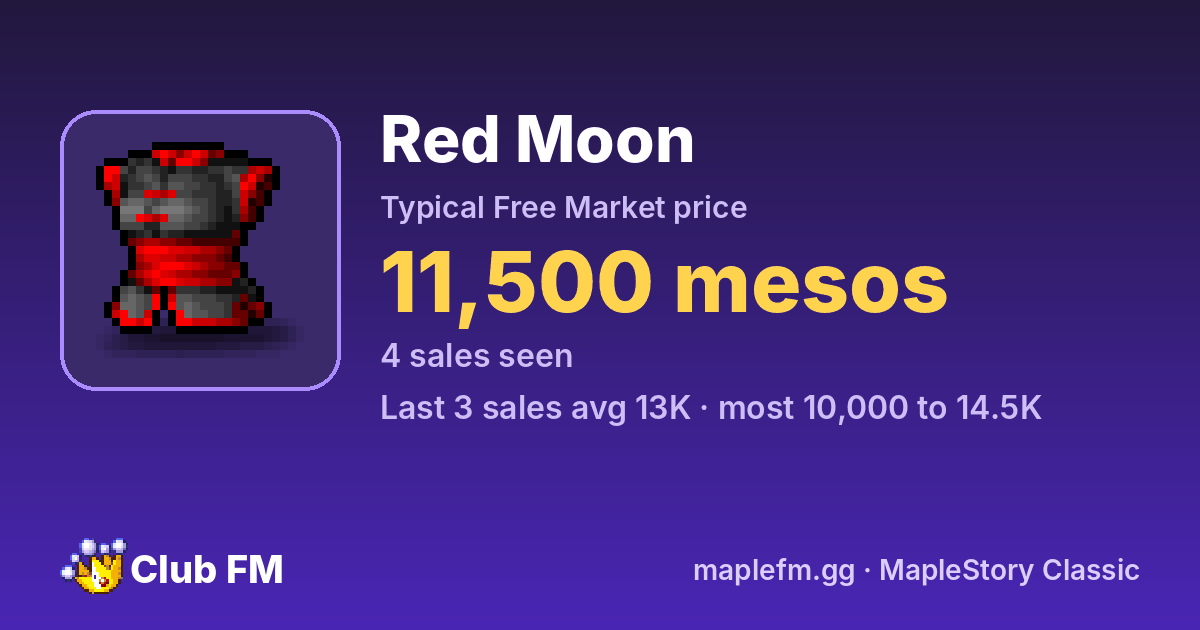 Red Moon
Typical Free Market price
11,500 mesos
4 sales seen
Last 3 sales avg 13K · most 10,000 to 14.5K
Club FM
maplefm.gg · MapleStory Classic